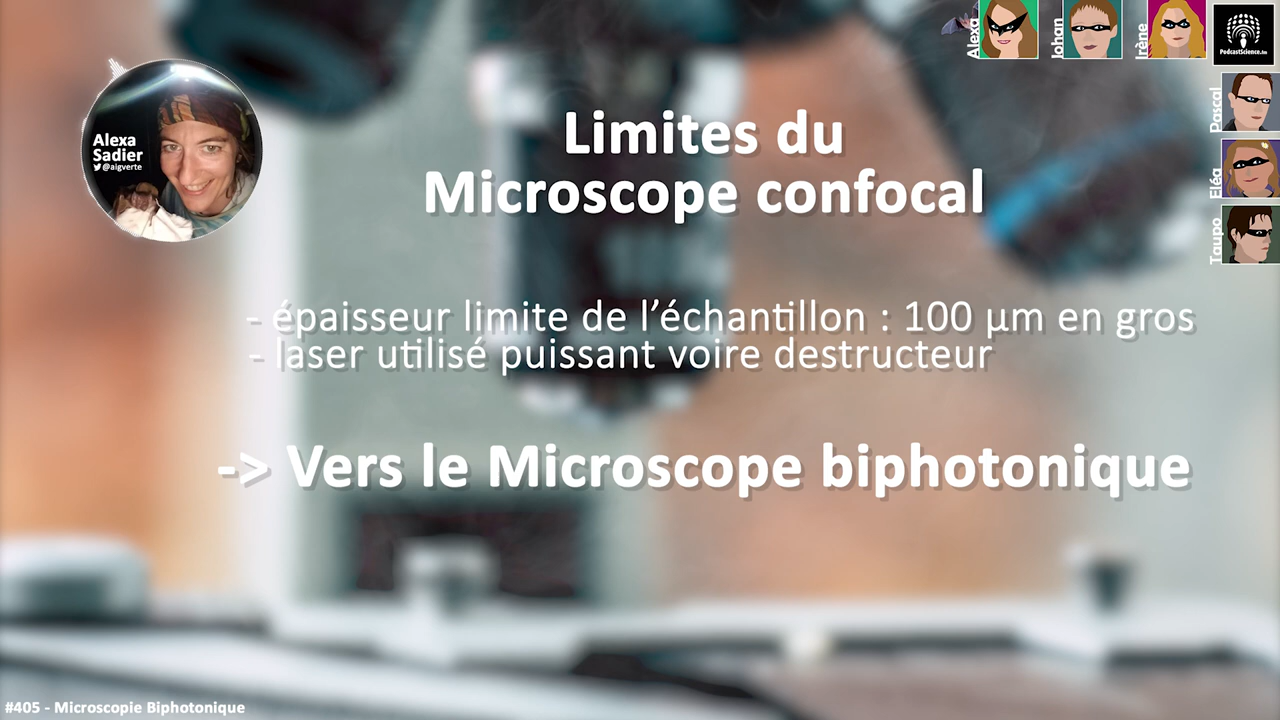 Alexa
Johan
Irène
PodcastScience.fm
Pascal
Eléa
Taupo
Alexa
Sadier
@aigverte
Limites du
Microscope confocal
- épaisseur limite de l’échantillon : 100 µm en gros
- laser utilisé puissant voire destructeur
-> Vers le Microscope biphotonique
#405 - Microscopie Biphotonique